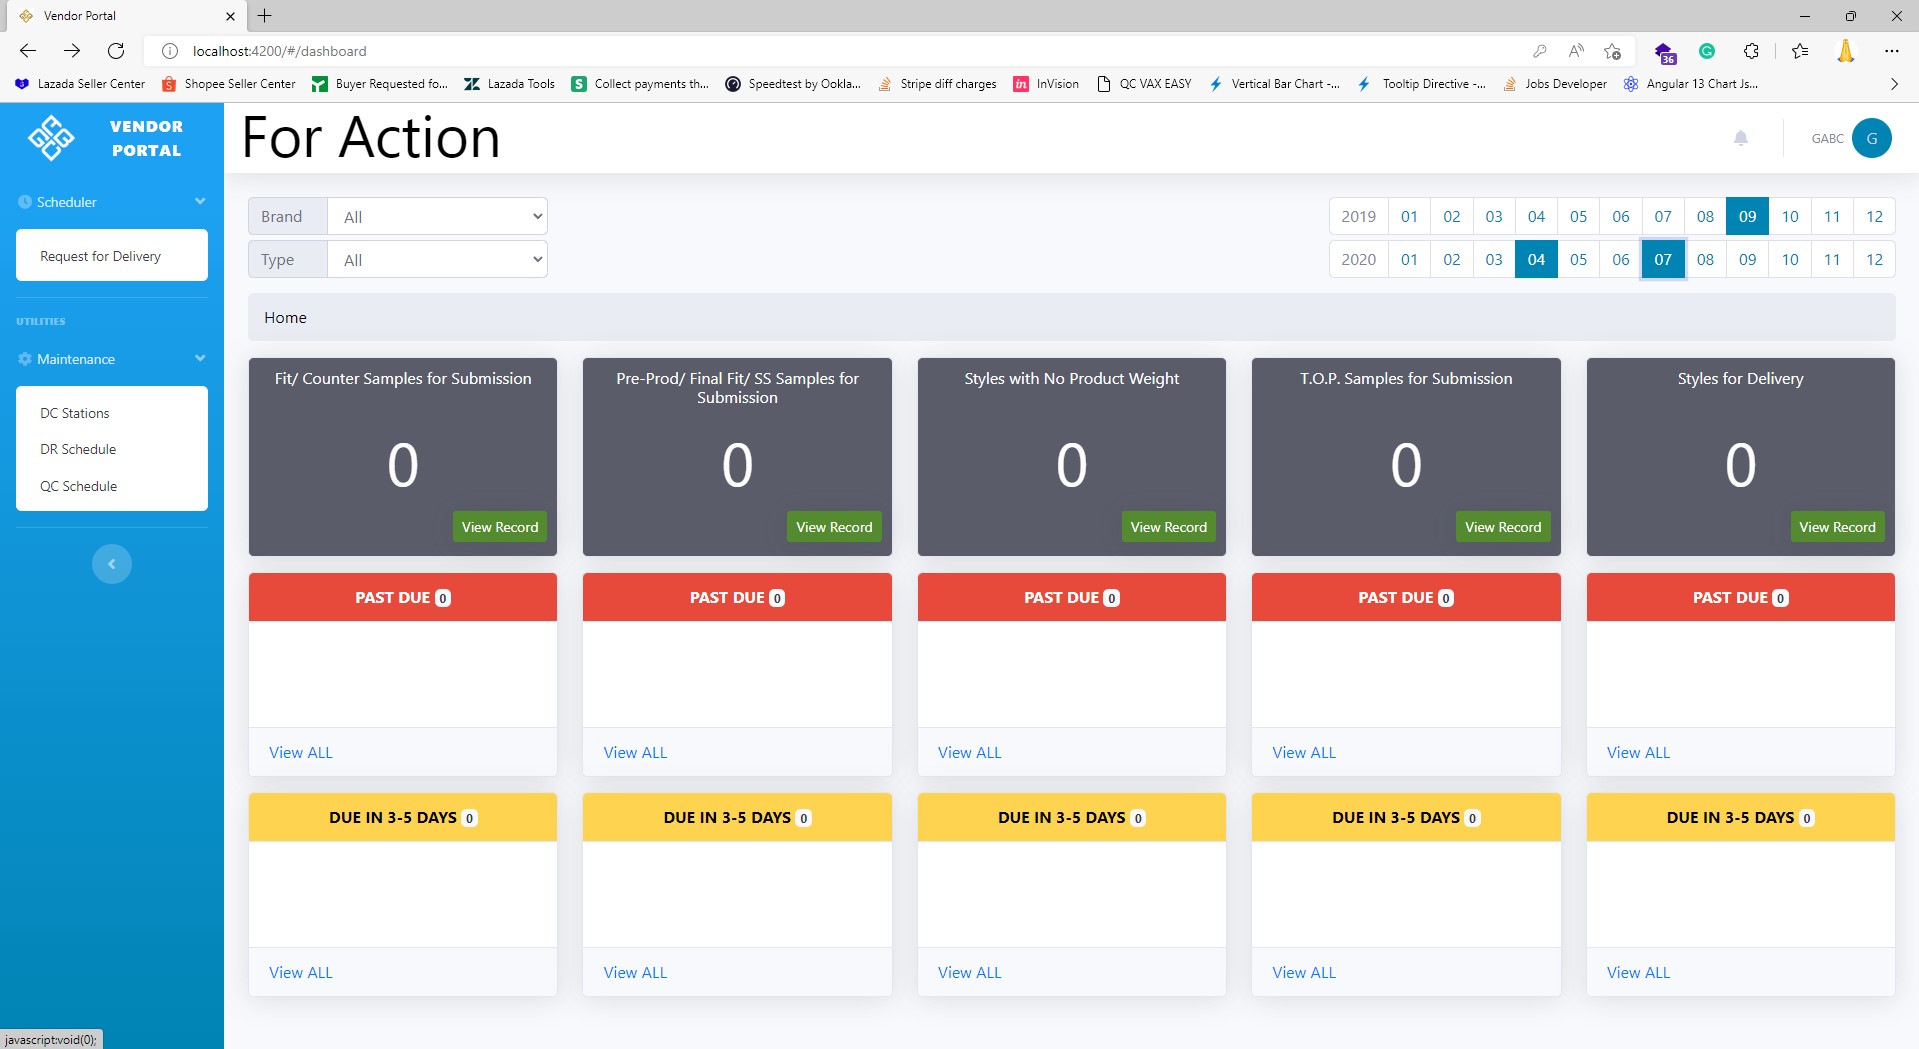 Vendor Portal
localhost:4200/#/dashboard
36
Lazada Seller Center
Shopee Seller Center
Buyer Requested fo...
Lazada Tools
Collect payments th...
Speedtest by Ookla...
Stripe diff charges
in InVision
QC VAX EASY
Vertical Bar Chart -...
Tooltip Directive -...
Jobs Developer
Angular 13 Chart Js...
VENDOR
PORTAL
For Action
GABC G
Scheduler
Request for Delivery
UTILITIES
Maintenance
DC Stations
DR Schedule
QC Schedule
Brand All
Type All
2019 01 02 03 04 05 06 07 08 09 10 11 12
2020 01 02 03 04 05 06 07 08 09 10 11 12
Home
Fit/ Counter Samples for Submission
0
View Record
Pre-Prod/ Final Fit/ SS Samples for
Submission
0
View Record
Styles with No Product Weight
0
View Record
T.O.P. Samples for Submission
0
View Record
Styles for Delivery
0
View Record
PAST DUE 0
PAST DUE 0
PAST DUE 0
PAST DUE 0
PAST DUE 0
View ALL
View ALL
View ALL
View ALL
View ALL
DUE IN 3-5 DAYS 0
DUE IN 3-5 DAYS 0
DUE IN 3-5 DAYS 0
DUE IN 3-5 DAYS 0
DUE IN 3-5 DAYS 0
View ALL
View ALL
View ALL
View ALL
View ALL
javascript:void(0);